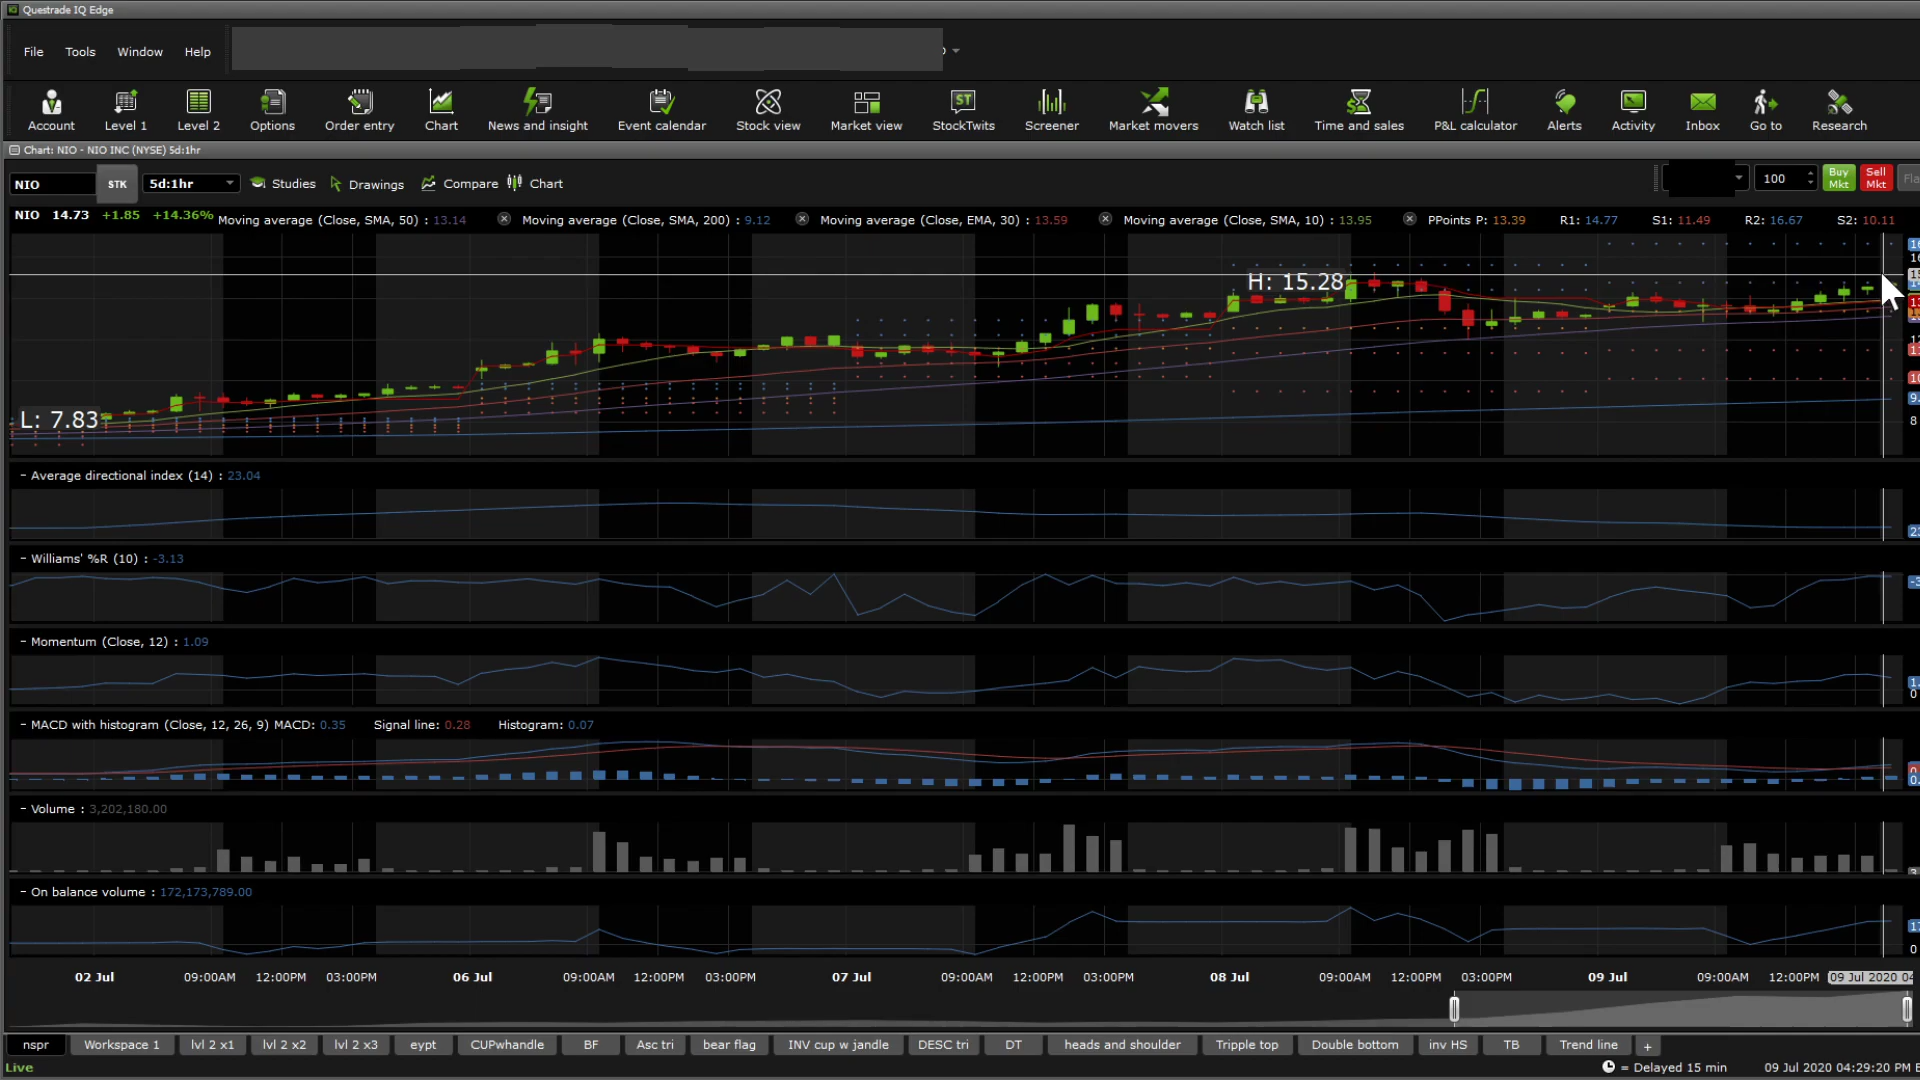 Questrade IQ Edge
File Tools Window Help
Account Level 1 Level 2 Options Order entry Chart News and insight Event calendar Stock view Market view StockTwits Screener Market movers Watch list Time and sales P&L calculator Alerts Activity Inbox Go to Research
Chart: NIO - NIO INC (NYSE) 5d:1hr
NIO STK 5d:1hr Studies Drawings Compare Chart 100 Buy Mkt Sell Mkt
NIO 14.73 +1.85 +14.36% Moving average (Close, SMA, 50) : 13.14 Moving average (Close, SMA, 200) : 9.12 Moving average (Close, EMA, 30) : 13.59 Moving average (Close, SMA, 10) : 13.95 PPoints P: 13.39 R1: 14.77 S1: 11.49 R2: 16.67 S2: 10.11
H: 15.28
L: 7.83
8
- Average directional index (14) : 23.04
- Williams' %R (10) : -3.13
- Momentum (Close, 12) : 1.09
0
- MACD with histogram (Close, 12, 26, 9) MACD: 0.35 Signal line: 0.28 Histogram: 0.07
- Volume : 3,202,180.00
- On balance volume : 172,173,789.00
0
02 Jul 09:00AM 12:00PM 03:00PM 06 Jul 09:00AM 12:00PM 03:00PM 07 Jul 09:00AM 12:00PM 03:00PM 08 Jul 09:00AM 12:00PM 03:00PM 09 Jul 09:00AM 12:00PM 09 Jul 2020
nspr Workspace 1 lvl 2 x1 lvl 2 x2 lvl 2 x3 eypt CUPwhandle BF Asc tri bear flag INV cup w jandle DESC tri DT heads and shoulder Tripple top Double bottom inv HS TB Trend line +
Live = Delayed 15 min 09 Jul 2020 04:29:20 PM